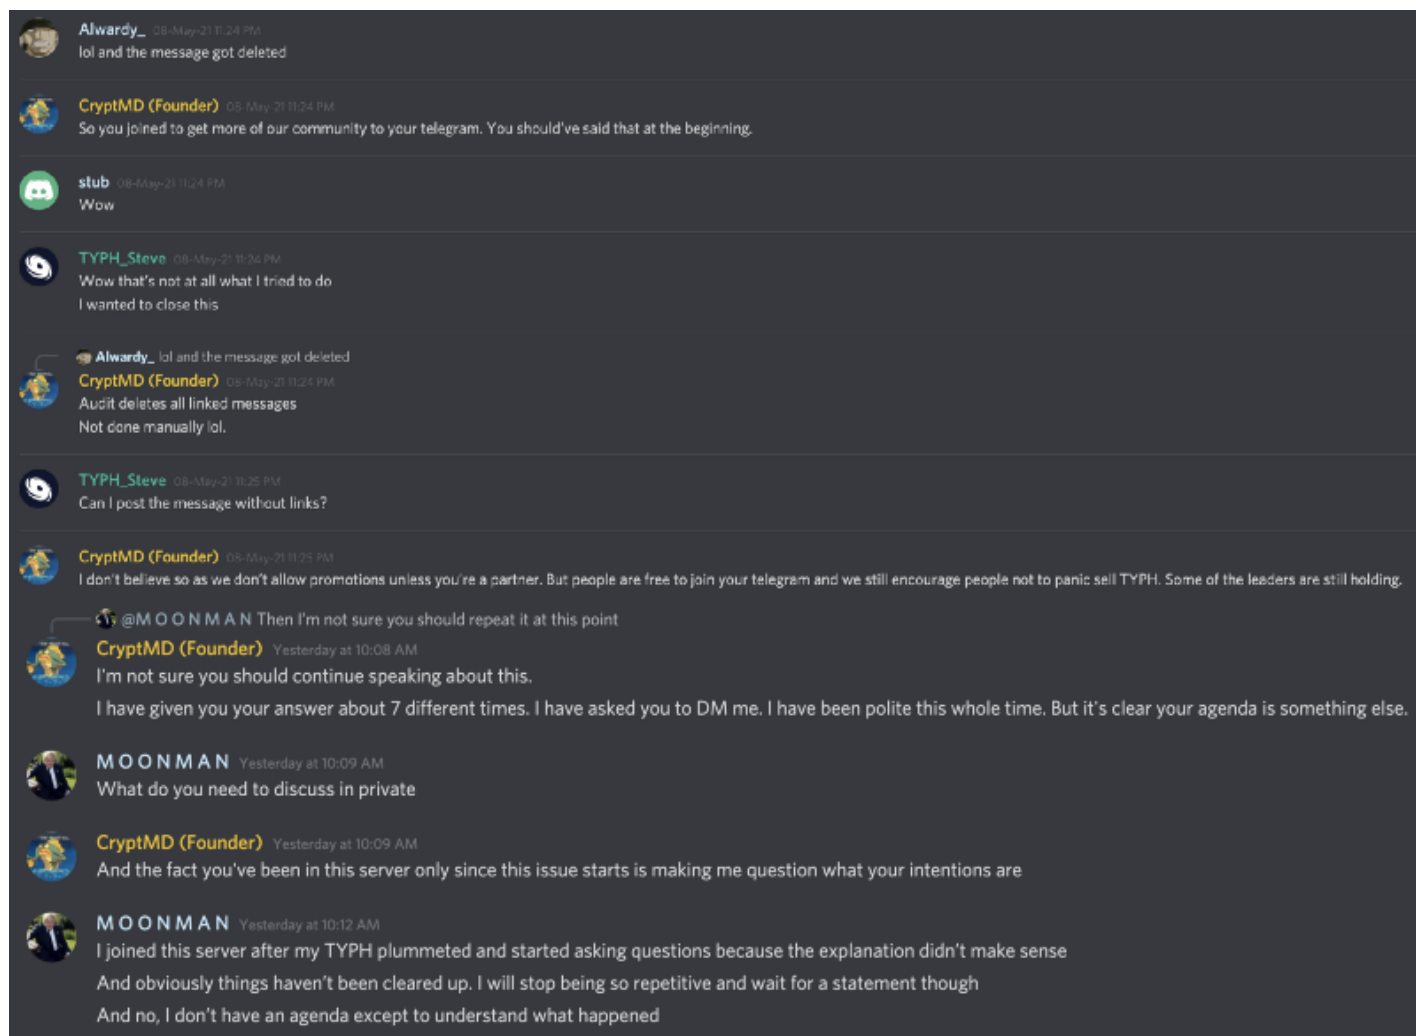 Alwardy_ 08-May-21 11:24 PM
lol and the message got deleted
CryptMD (Founder) 08-May-21 11:24 PM
So you joined to get more of our community to your telegram. You should've said that at the beginning.
stub 08-May-21 11:24 PM
Wow
TYPH_Steve 08-May-21 11:24 PM
Wow that's not at all what I tried to do
I wanted to close this
Alwardy_ lol and the message got deleted
CryptMD (Founder) 08-May-21 11:24 PM
Audit deletes all linked messages
Not done manually lol.
TYPH_Steve 08-May-21 11:25 PM
Can I post the message without links?
CryptMD (Founder) 08-May-21 11:25 PM
I don't believe so as we don't allow promotions unless you're a partner. But people are free to join your telegram and we still encourage people not to panic sell TYPH. Some of the leaders are still holding.
@M O O N M A N Then I'm not sure you should repeat it at this point
CryptMD (Founder) Yesterday at 10:08 AM
I'm not sure you should continue speaking about this.
I have given you your answer about 7 different times. I have asked you to DM me. I have been polite this whole time. But it's clear your agenda is something else.
M O O N M A N Yesterday at 10:09 AM
What do you need to discuss in private
CryptMD (Founder) Yesterday at 10:09 AM
And the fact you've been in this server only since this issue starts is making me question what your intentions are
M O O N M A N Yesterday at 10:12 AM
I joined this server after my TYPH plummeted and started asking questions because the explanation didn't make sense
And obviously things haven't been cleared up. I will stop being so repetitive and wait for a statement though
And no, I don't have an agenda except to understand what happened